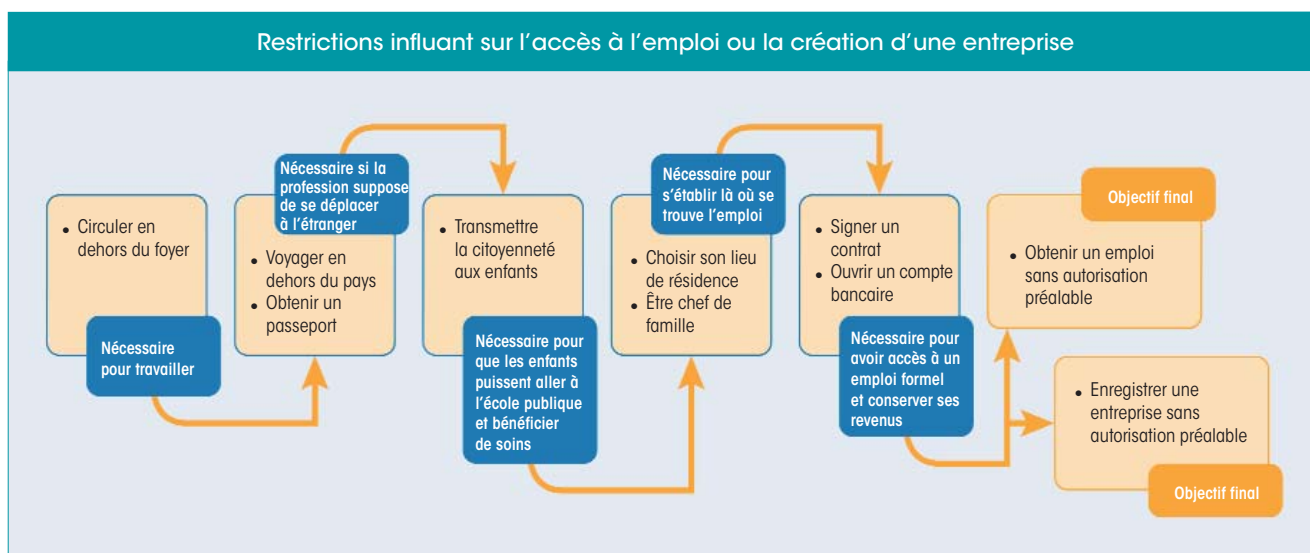 Restrictions influant sur l'accès à l'emploi ou la création d'une entreprise
• Circuler en
dehors du foyer
Nécessaire
pour travailler
Nécessaire si la
profession suppose
de se déplacer
à l'étranger
• Voyager en
dehors du pays
• Obtenir un
passeport
• Transmettre
la citoyenneté
aux enfants
Nécessaire pour
que les enfants
puissent aller à
l'école publique
et bénéficier
de soins
Nécessaire pour
s'établir là où se
trouve l'emploi
• Choisir son lieu
de résidence
• Être chef de
famille
• Signer un
contrat
• Ouvrir un compte
bancaire
Nécessaire pour
avoir accès à un
emploi formel
et conserver ses
revenus
Objectif final
• Obtenir un emploi
sans autorisation
préalable
• Enregistrer une
entreprise sans
autorisation préalable
Objectif final